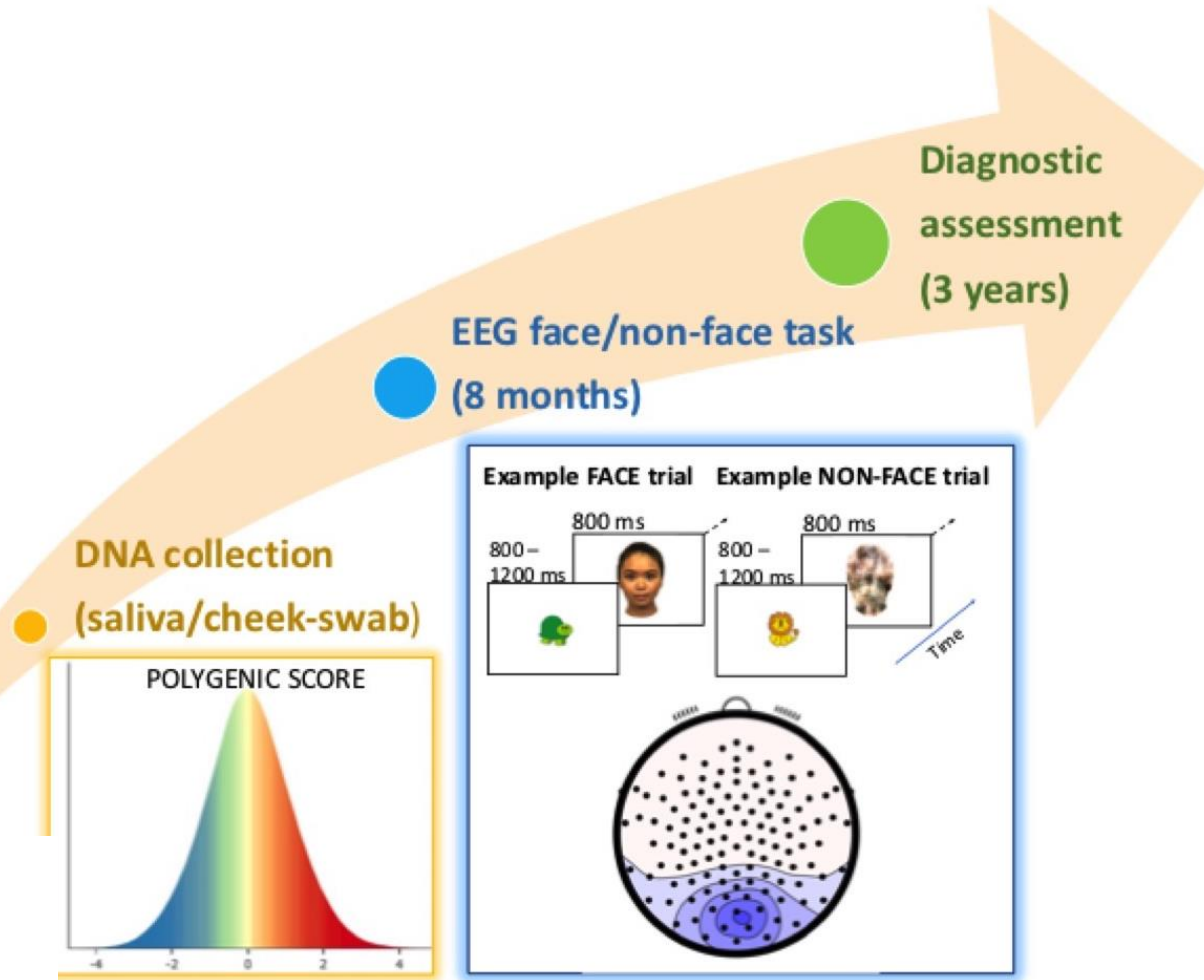 Diagnostic
assessment
(3 years)
EEG face/non-face task
(8 months)
Example FACE trial
Example NON-FACE trial
800 ms
800 –
1200 ms
800 ms
800 –
1200 ms
Time
DNA collection
(saliva/cheek-swab)
POLYGENIC SCORE
-4 -2 0 2 4